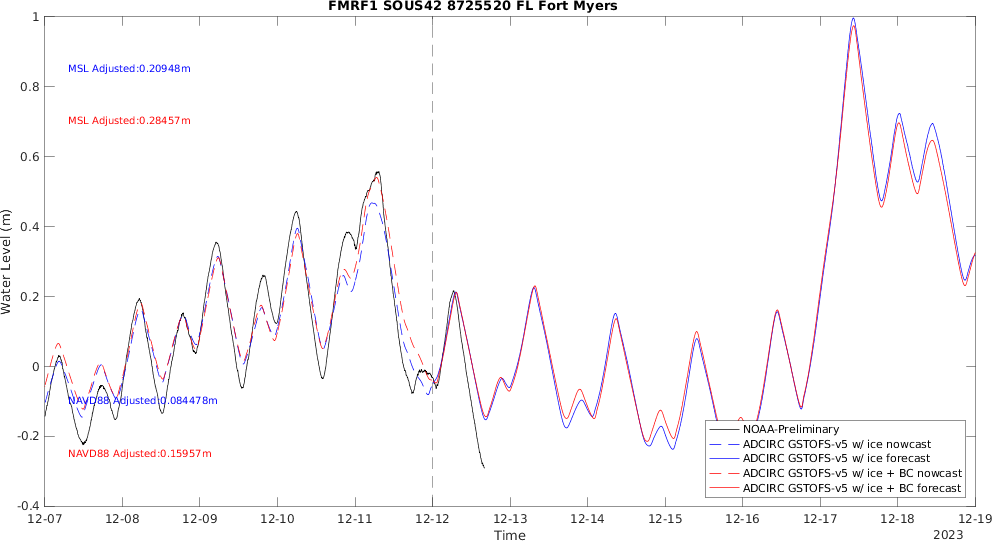 FMRF1 SOUS42 8725520 FL Fort Myers
1
MSL Adjusted:0.20948m
0.8
MSL Adjusted:0.28457m
0.6
0.4
Water Level (m)
0.2
0
NAVD88 Adjusted:0.084478m
-0.2
NAVD88 Adjusted:0.15957m
-0.4
NOAA-Preliminary
ADCIRC GSTOFS-v5 w/ ice nowcast
ADCIRC GSTOFS-v5 w/ ice forecast
ADCIRC GSTOFS-v5 w/ ice + BC nowcast
ADCIRC GSTOFS-v5 w/ ice + BC forecast
12-07 12-08 12-09 12-10 12-11 12-12 12-13 12-14 12-15 12-16 12-17 12-18 12-19
Time
2023